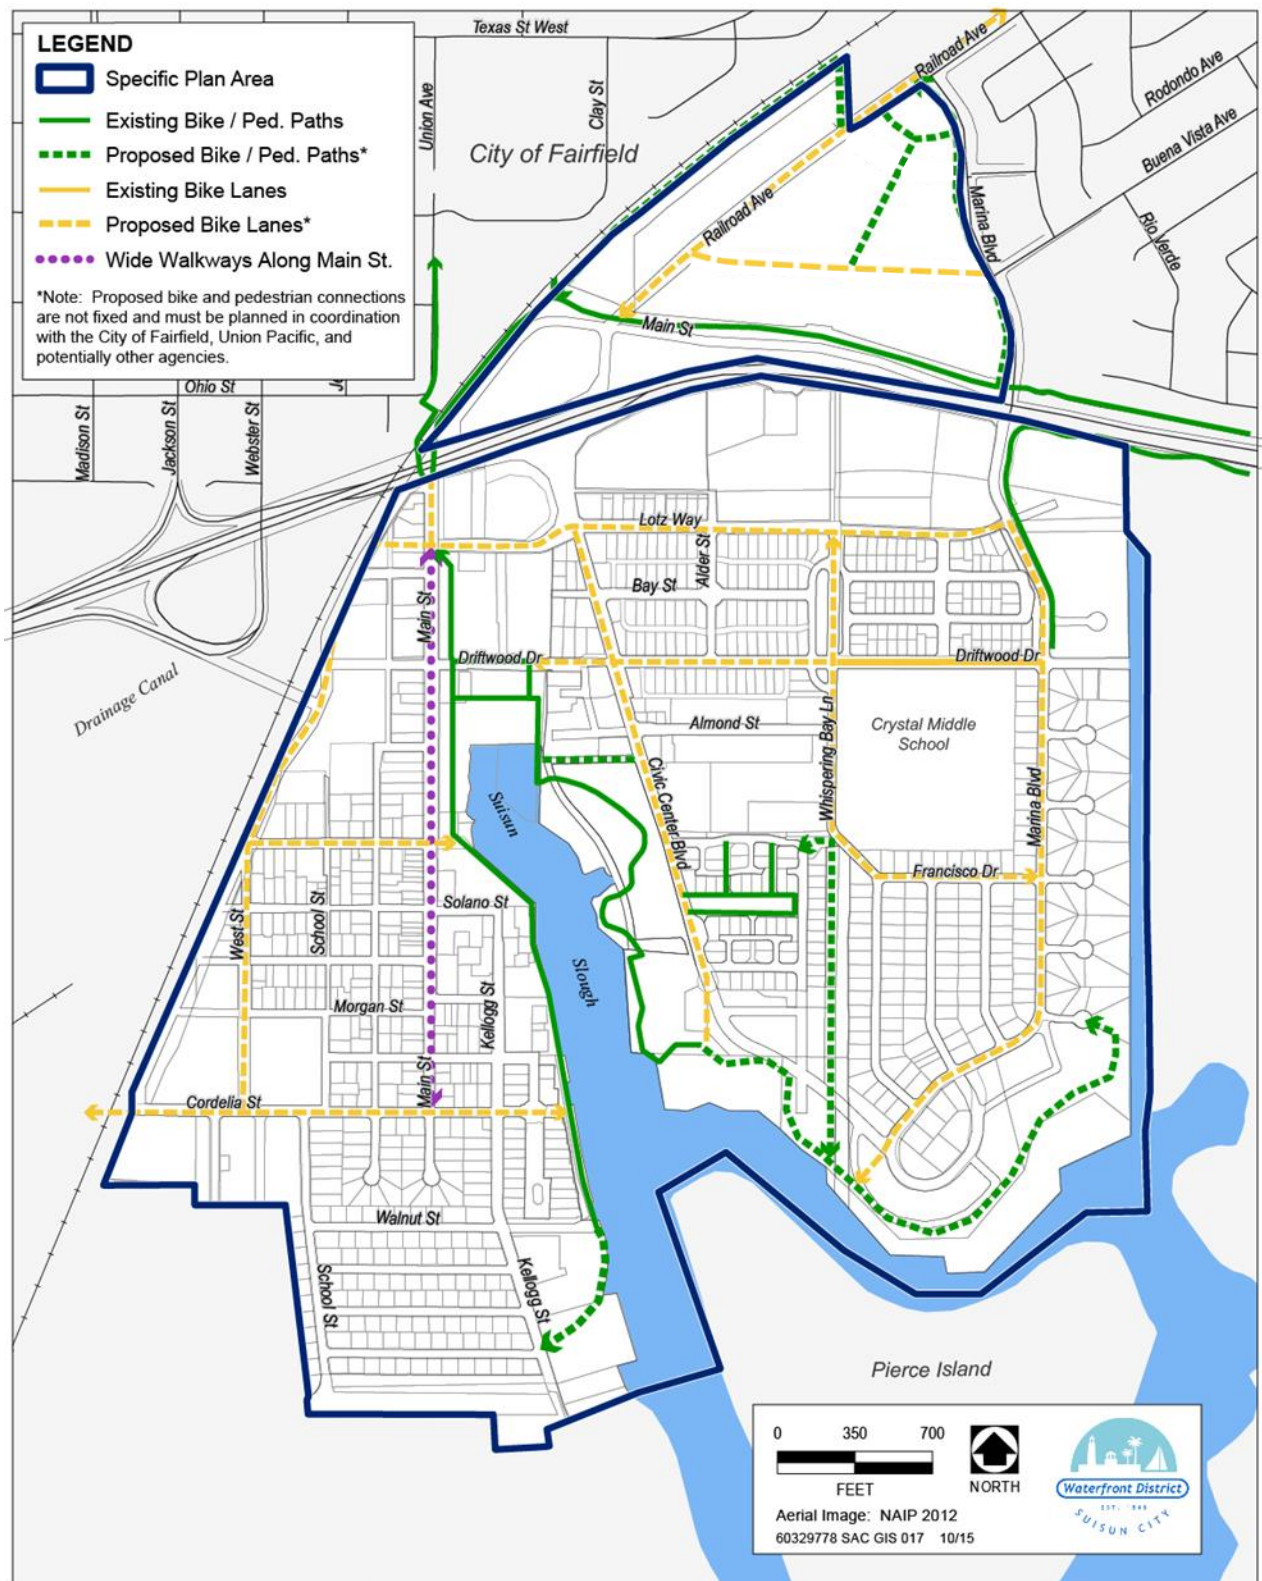 LEGEND
Specific Plan Area
Existing Bike / Ped. Paths
Proposed Bike / Ped. Paths*
Existing Bike Lanes
Proposed Bike Lanes*
Wide Walkways Along Main St.
*Note: Proposed bike and pedestrian connections
are not fixed and must be planned in coordination
with the City of Fairfield, Union Pacific, and
potentially other agencies.
Texas St West
Union Ave
Clay St
City of Fairfield
Railroad Ave
Rodondo Ave
Buena Vista Ave
Railroad Ave
Marina Blvd
Rio Verde
Main St
Ohio St
Madison St
Jackson St
Webster St
Lotz Way
Alder St
Bay St
Main St
Driftwood Dr
Driftwood Dr
Drainage Canal
Almond St
Crystal Middle
School
Whispering Bay Ln
Civic Center Blvd
Marina Blvd
Suisun
Francisco Dr
Solano St
School St
West St
Slough
Morgan St
Kellogg St
Main St
Cordelia St
Walnut St
School St
Kellogg St
Pierce Island
0 350 700
FEET
NORTH
Aerial Image: NAIP 2012
60329778 SAC GIS 017 10/15
Waterfront District
SUISUN CITY